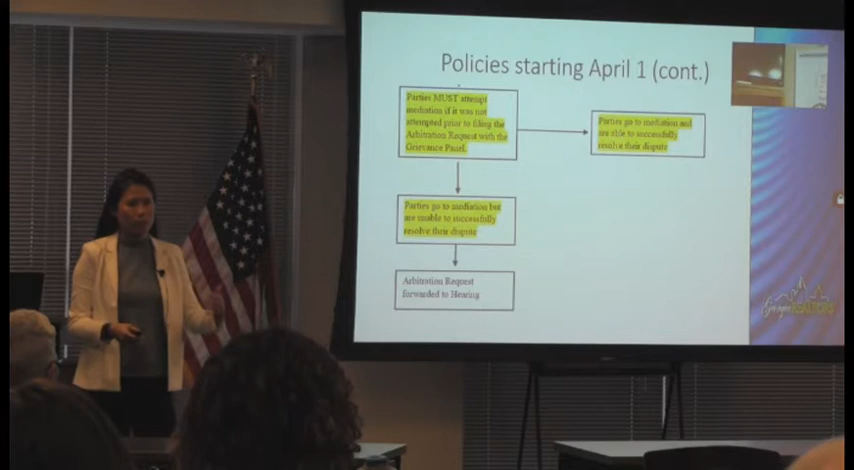 Policies starting April 1 (cont.)
Parties MUST attempt
mediation if it was not
attempted prior to filing the
Arbitration Request with the
Grievance Panel.
Parties go to mediation and
are able to successfully
resolve their dispute
Parties go to mediation but
are unable to successfully
resolve their dispute
Arbitration Request
forwarded to Hearing
Georgia REALTORS